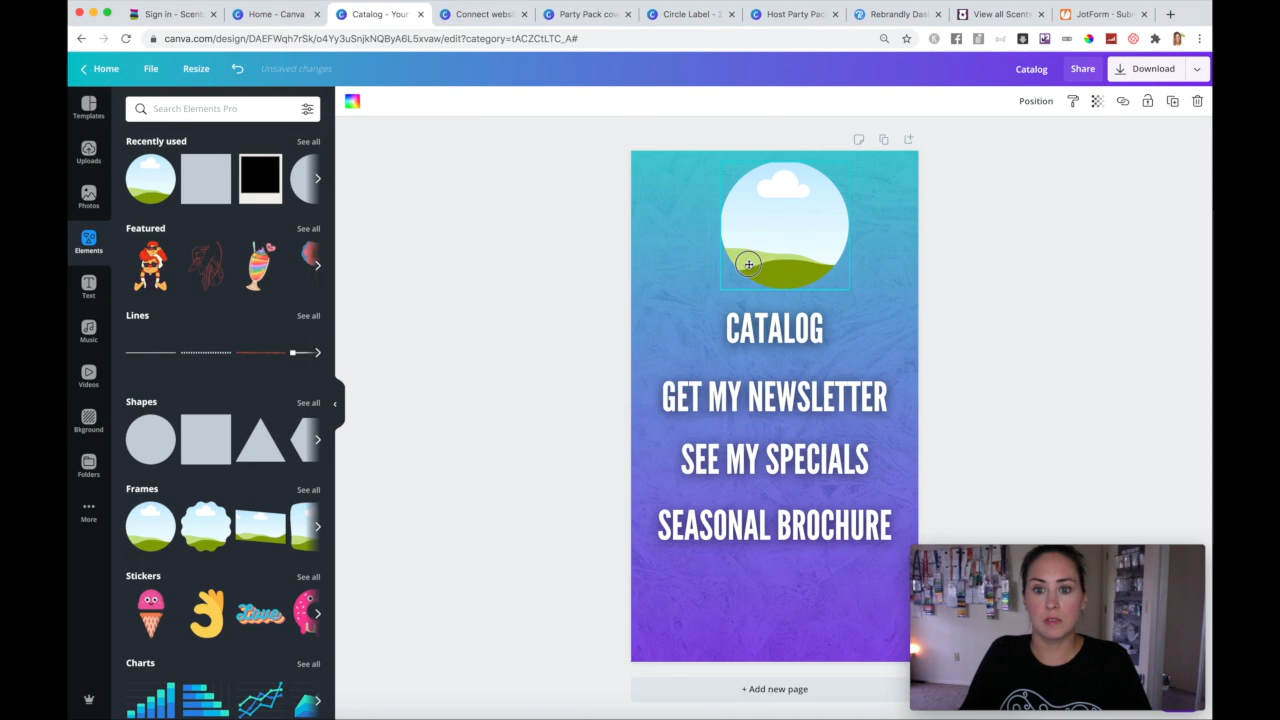 Sign in - Scent
Home - Canva
Catalog - Your
Connect websi
Party Pack cov
Circle Label - 2
Host Party Pac
Rebrandly Das
View all Scents
JotForm - Subm
canva.com/design/DAEFWqh7rSk/o4Yy3uSnjkNQByA6L5xvaw/edit?category=tACZCtLTC_A#
Home
File
Resize
Unsaved changes
Catalog
Share
Download
Templates
Uploads
Photos
Elements
Text
Music
Videos
Bkground
Folders
More
Search Elements Pro
Recently used
See all
Featured
See all
Lines
See all
Shapes
See all
Frames
See all
Stickers
See all
Love
Charts
See all
Position
CATALOG
GET MY NEWSLETTER
SEE MY SPECIALS
SEASONAL BROCHURE
+ Add new page